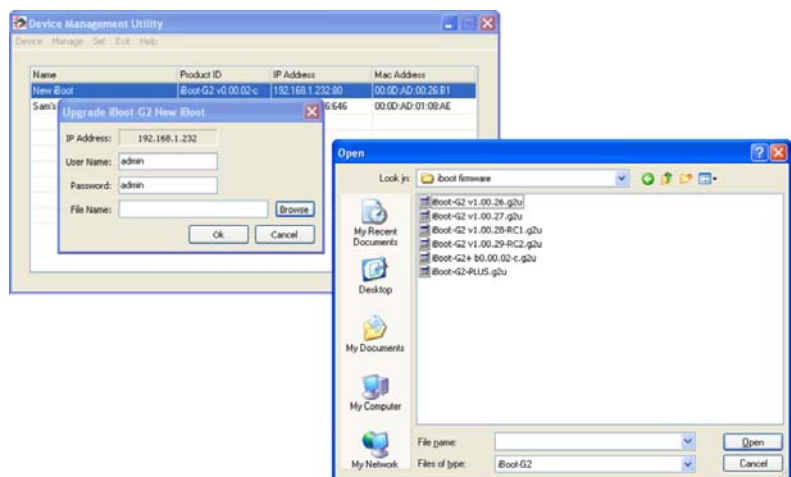 Device Management Utility
Device Manage Set Exit Help
Name Product ID IP Address Mac Address
New iBoot iBoot-G2 v0.00.02-c 192.168.1.232:80 00:0D:AD:00:26:B1
Sam's 6:646 00:0D:AD:01:08:AE
Upgrade iBoot-G2 New iBoot
IP Address: 192.168.1.232
User Name: admin
Password: admin
File Name: Browse
Ok Cancel
Open
Look in: iboot firmware
My Recent Documents
Desktop
My Documents
My Computer
My Network
iBoot-G2 v1.00.26.g2u
iBoot-G2 v1.00.27.g2u
iBoot-G2 v1.00.28-RC1.g2u
iBoot-G2 v1.00.29-RC2.g2u
iBoot-G2+ b0.00.02-c.g2u
iBoot-G2-PLUS.g2u
File name: Open
Files of type: iBoot-G2 Cancel